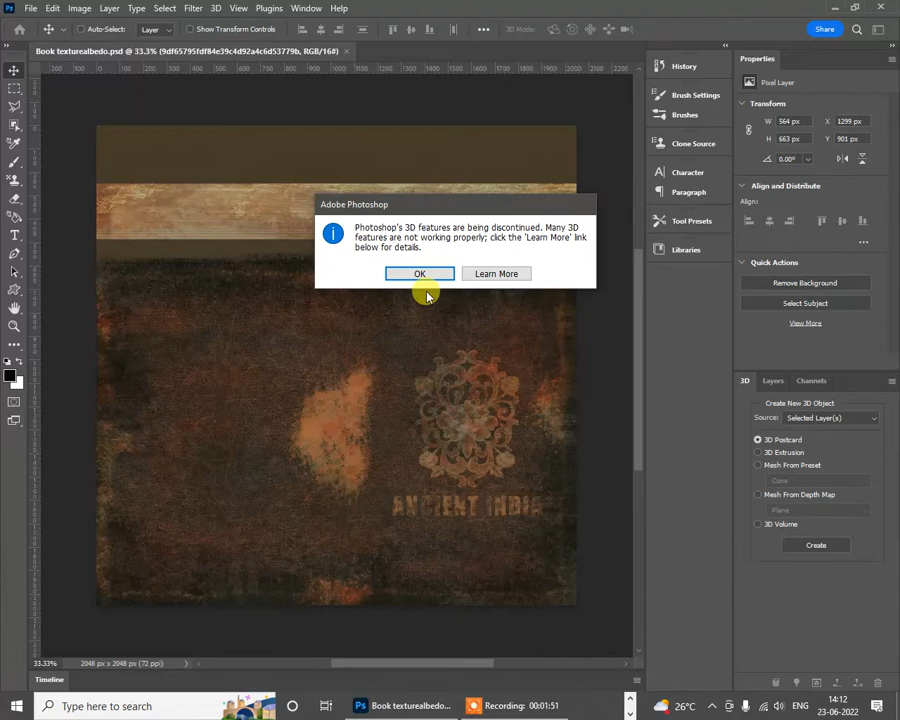 File Edit Image Layer Type Select Filter 3D View Plugins Window Help
Auto-Select: Layer Show Transform Controls ••• 3D Mode: Share
Book texturealbedo.psd @ 33.3% (9df65795fdf84e39c4d92a4c6d53779b, RGB/16#) ×
Adobe Photoshop
Photoshop's 3D features are being discontinued. Many 3D
features are not working properly; click the 'Learn More' link
below for details.
OK Learn More
ANCIENT INDIA
History
Brush Settings
Brushes
Clone Source
Character
Paragraph
Tool Presets
Libraries
Properties
Pixel Layer
Transform
W 564 px X 1299 px
H 663 px Y 901 px
0.00°
Align and Distribute
Align:
•••
Quick Actions
Remove Background
Select Subject
View More
3D Layers Channels
Create New 3D Object
Source: Selected Layer(s)
3D Postcard
3D Extrusion
Mesh From Preset
Cone
Mesh From Depth Map
Plane
3D Volume
Create
33.33% 2048 px x 2048 px (72 ppi)
Timeline
Type here to search
Book texturealbedo...
Recording: 00:01:51
26°C
ENG
14:12
23-06-2022